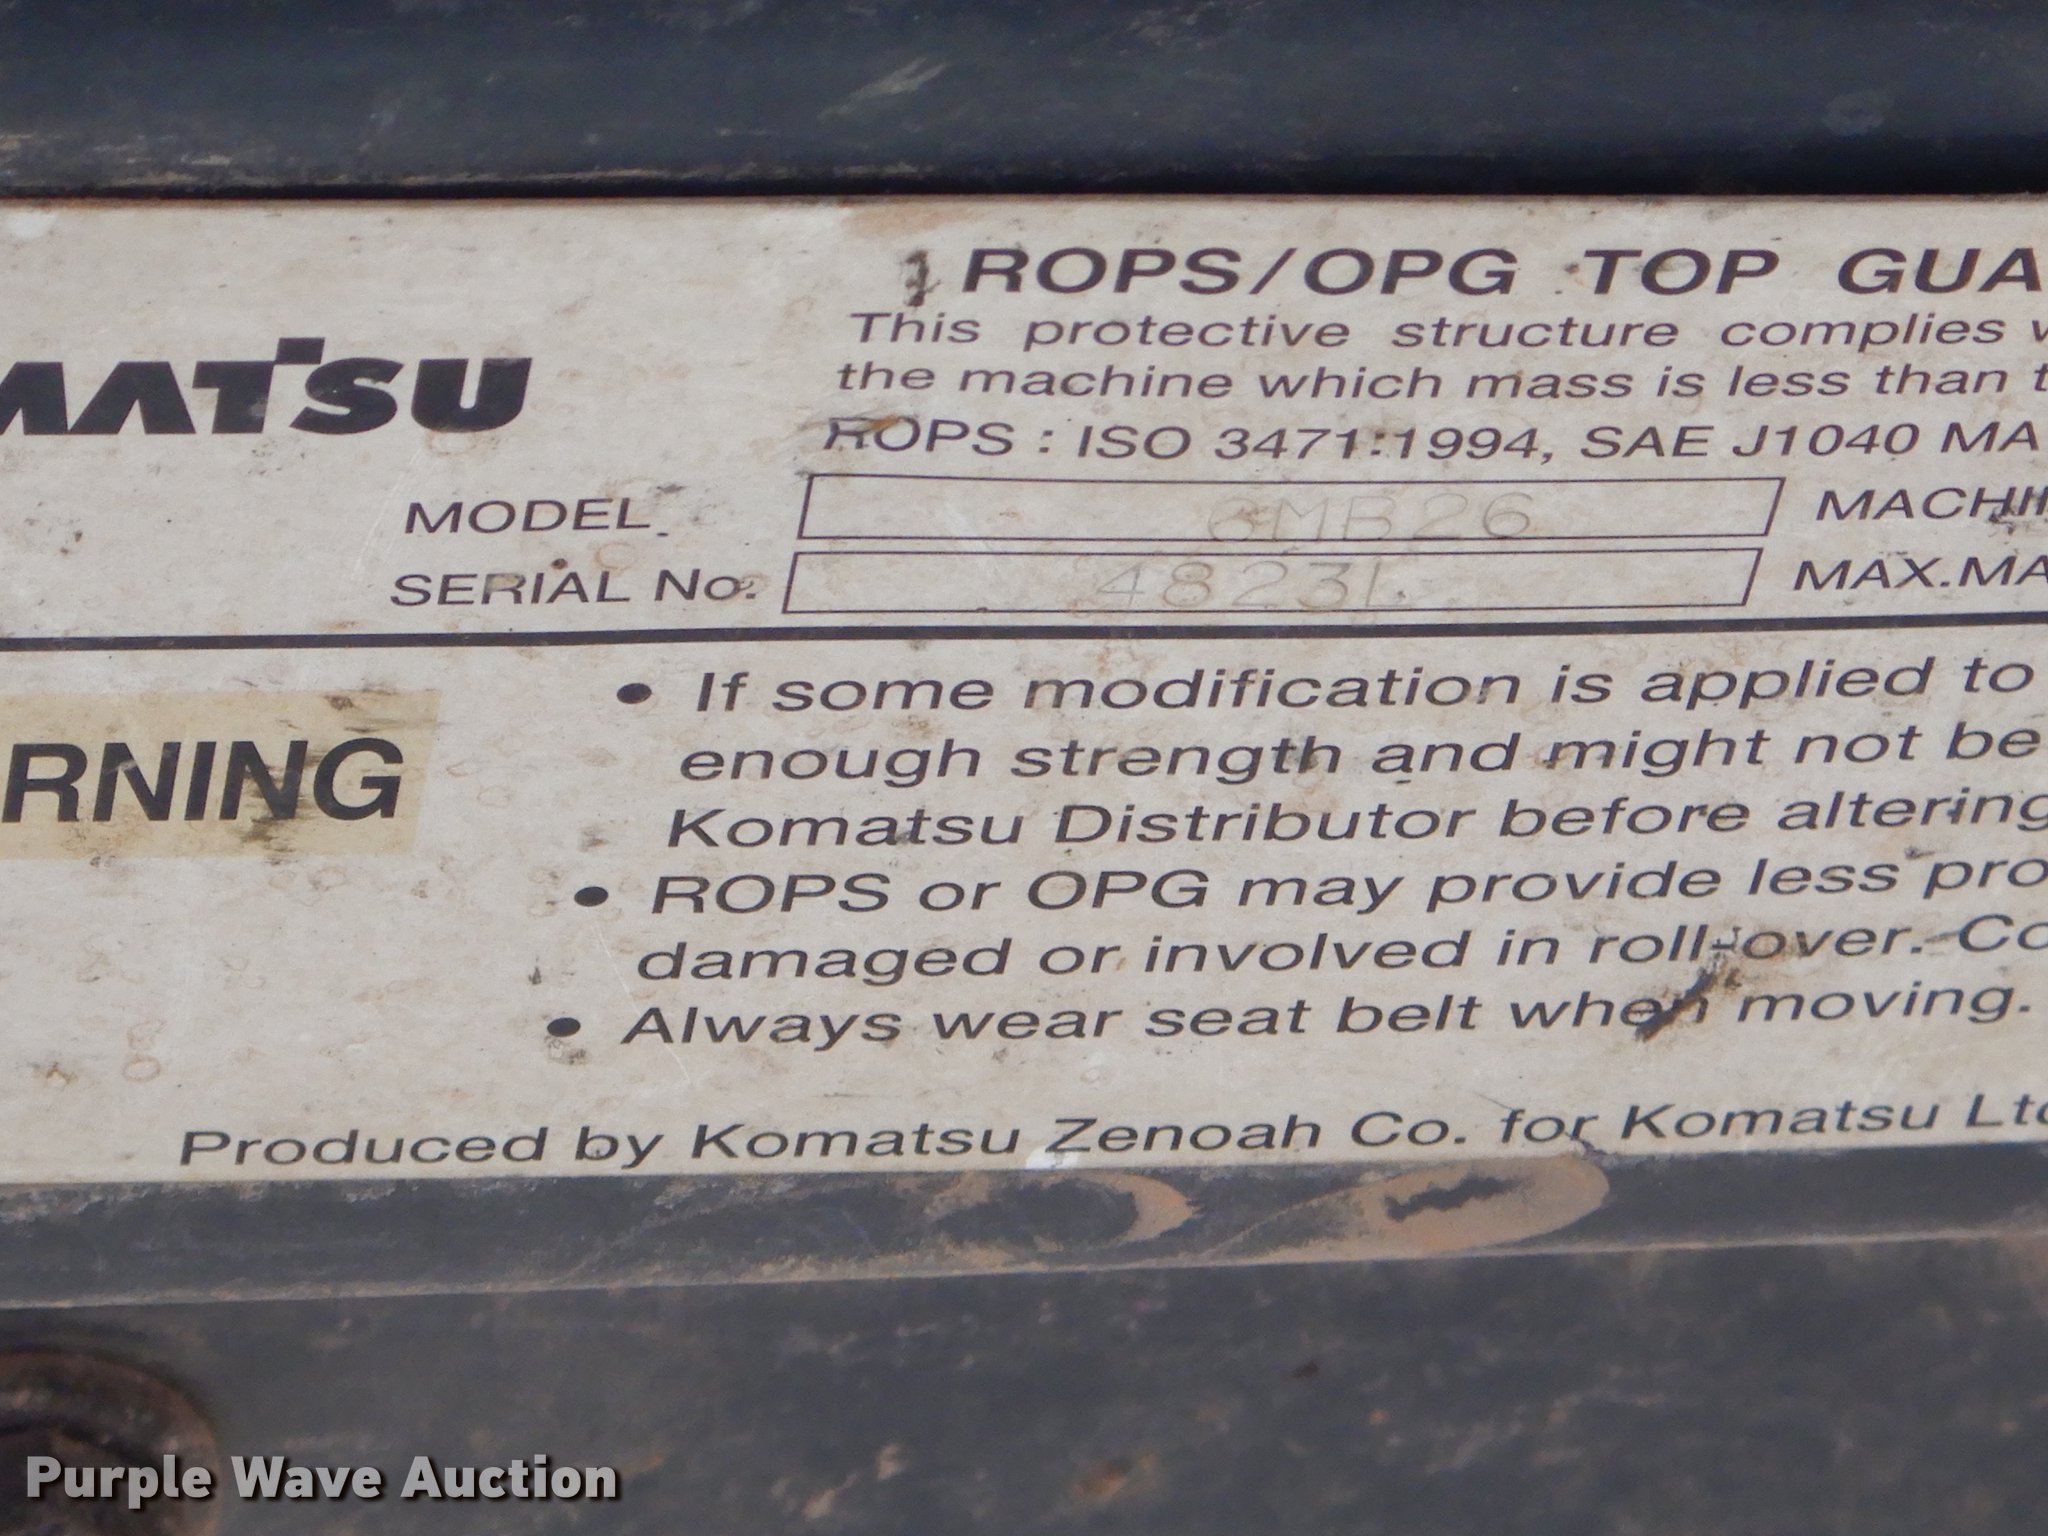 MATSU
ROPS/OPG TOP GUA
This protective structure complies w
the machine which mass is less than t
ROPS : ISO 3471:1994, SAE J1040 MA
MODEL 6MB26 MACHI
SERIAL No. 4823L MAX.MA
RNING
• If some modification is applied to
enough strength and might not be
Komatsu Distributor before altering
• ROPS or OPG may provide less pro
damaged or involved in roll-over. Co
• Always wear seat belt when moving.
Produced by Komatsu Zenoah Co. for Komatsu Ltd
Purple Wave Auction